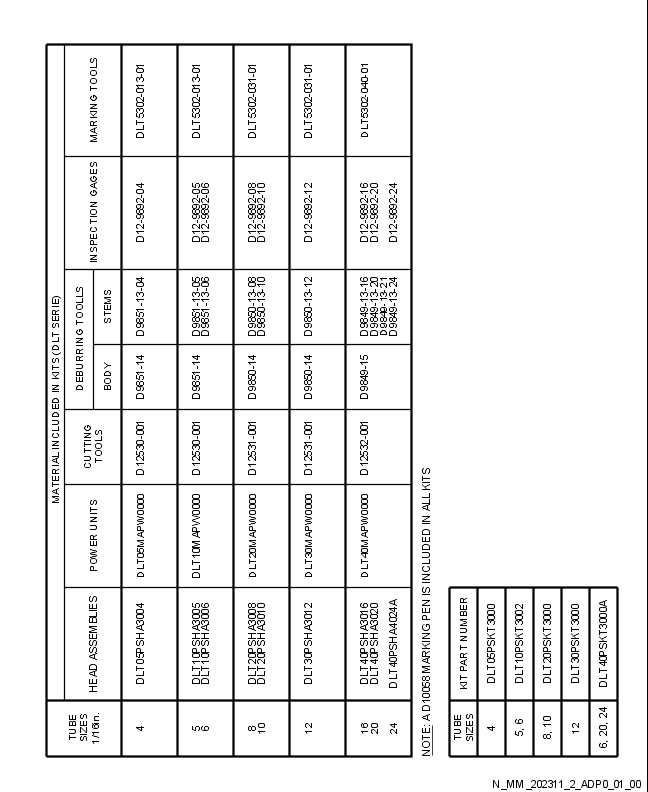 MATERIAL INCLUDED IN KITS (DLT SERIE)
TUBE
SIZES
1/16in.
HEAD ASSEMBLIES
POWER UNITS
CUTTING
TOOLS
DEBURRING TOOLLS
BODY
STEMS
INSPECTION GAGES
MARKING TOOLS
4
DLT05PSHA3004
DLT05MAPW0000
D12530-001
D9851-14
D9851-13-04
D12-9892-04
DLT5302-013-01
5
6
DLT10PSHA3005
DLT10PSHA3006
DLT10MAPW0000
D12530-001
D9851-14
D9851-13-05
D9851-13-06
D12-9892-05
D12-9892-06
DLT5302-013-01
8
10
DLT20PSHA3008
DLT20PSHA3010
DLT20MAPW0000
D12531-001
D9850-14
D9850-13-08
D9850-13-10
D12-9892-08
D12-9892-10
DLT5302-031-01
12
DLT30PSHA3012
DLT30MAPW0000
D12531-001
D9850-14
D9850-13-12
D12-9892-12
DLT5302-031-01
16
20
24
DLT40PSHA3016
DLT40PSHA3020
DLT40PSHA4024A
DLT40MAPW0000
D12532-001
D9849-15
D9849-13-16
D9849-13-20
D9849-13-21
D9849-13-24
D12-9892-16
D12-9892-20
D12-9892-24
DLT5302-040-01
NOTE: A D10058 MARKING PEN IS INCLUDED IN ALL KITS
TUBE
SIZES
KIT PART NUMBER
4
DLT05PSKT3000
5, 6
DLT10PSKT3002
8, 10
DLT20PSKT3000
12
DLT30PSKT3000
6, 20, 24
DLT40PSKT3000A
N_MM_202311_2_ADP0_01_00